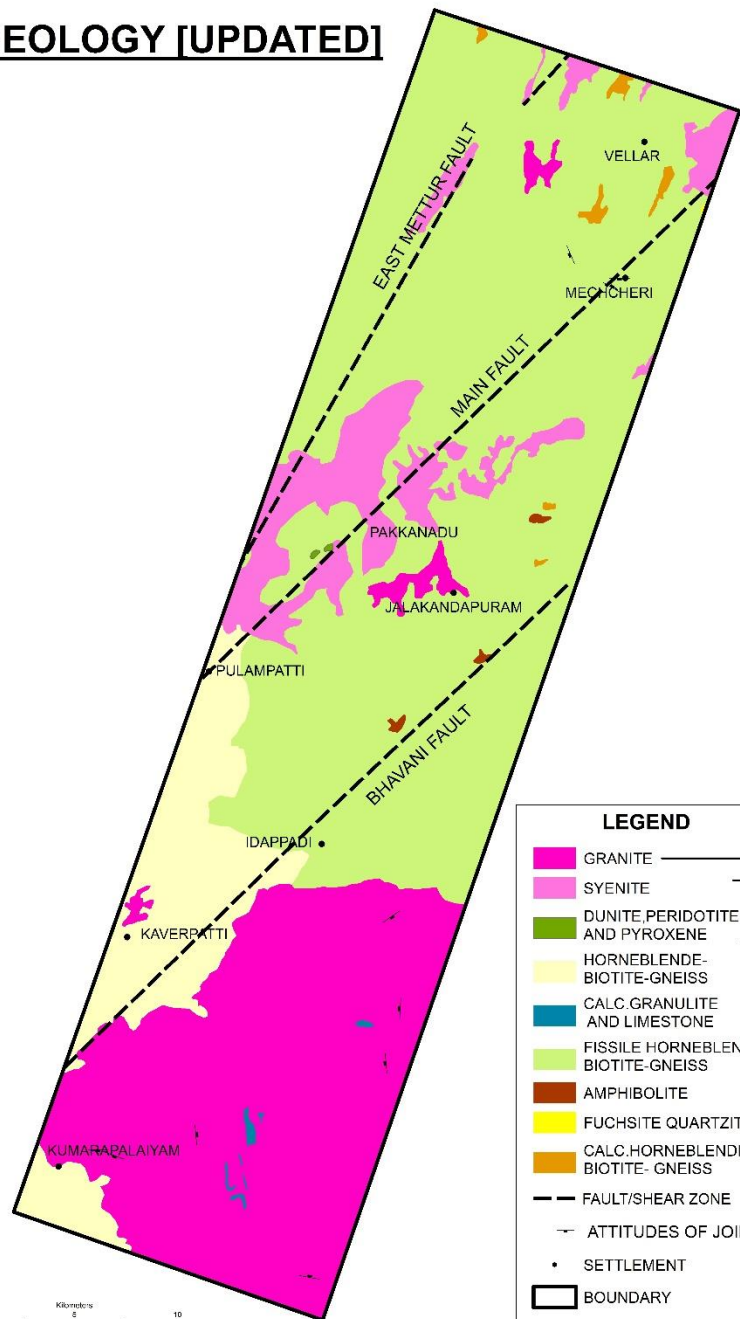 EOLOGY [UPDATED]
VELLAR
EAST METTUR FAULT
MECHCHERI
MAIN FAULT
PAKKANADU
JALAKANDAPURAM
PULAMPATTI
BHAVANI FAULT
IDAPPADI
KAVERPATTI
KUMARAPALAIYAM
LEGEND
GRANITE
SYENITE
DUNITE,PERIDOTITE
AND PYROXENE
HORNEBLENDE-
BIOTITE-GNEISS
CALC.GRANULITE
AND LIMESTONE
FISSILE HORNEBLEN
BIOTITE-GNEISS
AMPHIBOLITE
FUCHSITE QUARTZIT
CALC.HORNEBLENDE
BIOTITE- GNEISS
FAULT/SHEAR ZONE
ATTITUDES OF JOI
SETTLEMENT
BOUNDARY
Kilometers
5 10